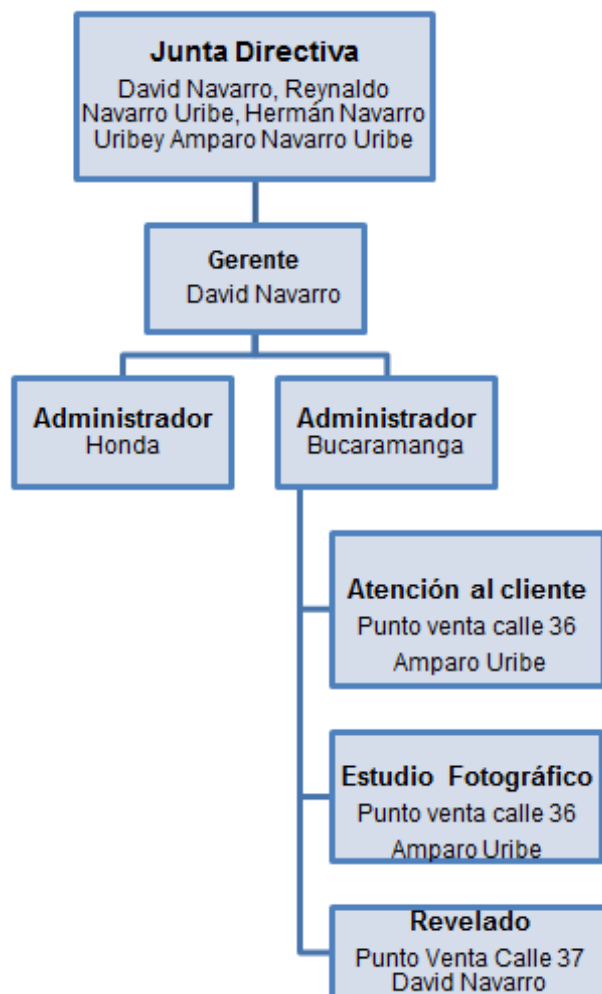 Junta Directiva
David Navarro, Reynaldo
Navarro Uribe, Hermán Navarro
Uribey Amparo Navarro Uribe
Gerente
David Navarro
Administrador
Honda
Administrador
Bucaramanga
Atención al cliente
Punto venta calle 36
Amparo Uribe
Estudio Fotográfico
Punto venta calle 36
Amparo Uribe
Revelado
Punto Venta Calle 37
David Navarro